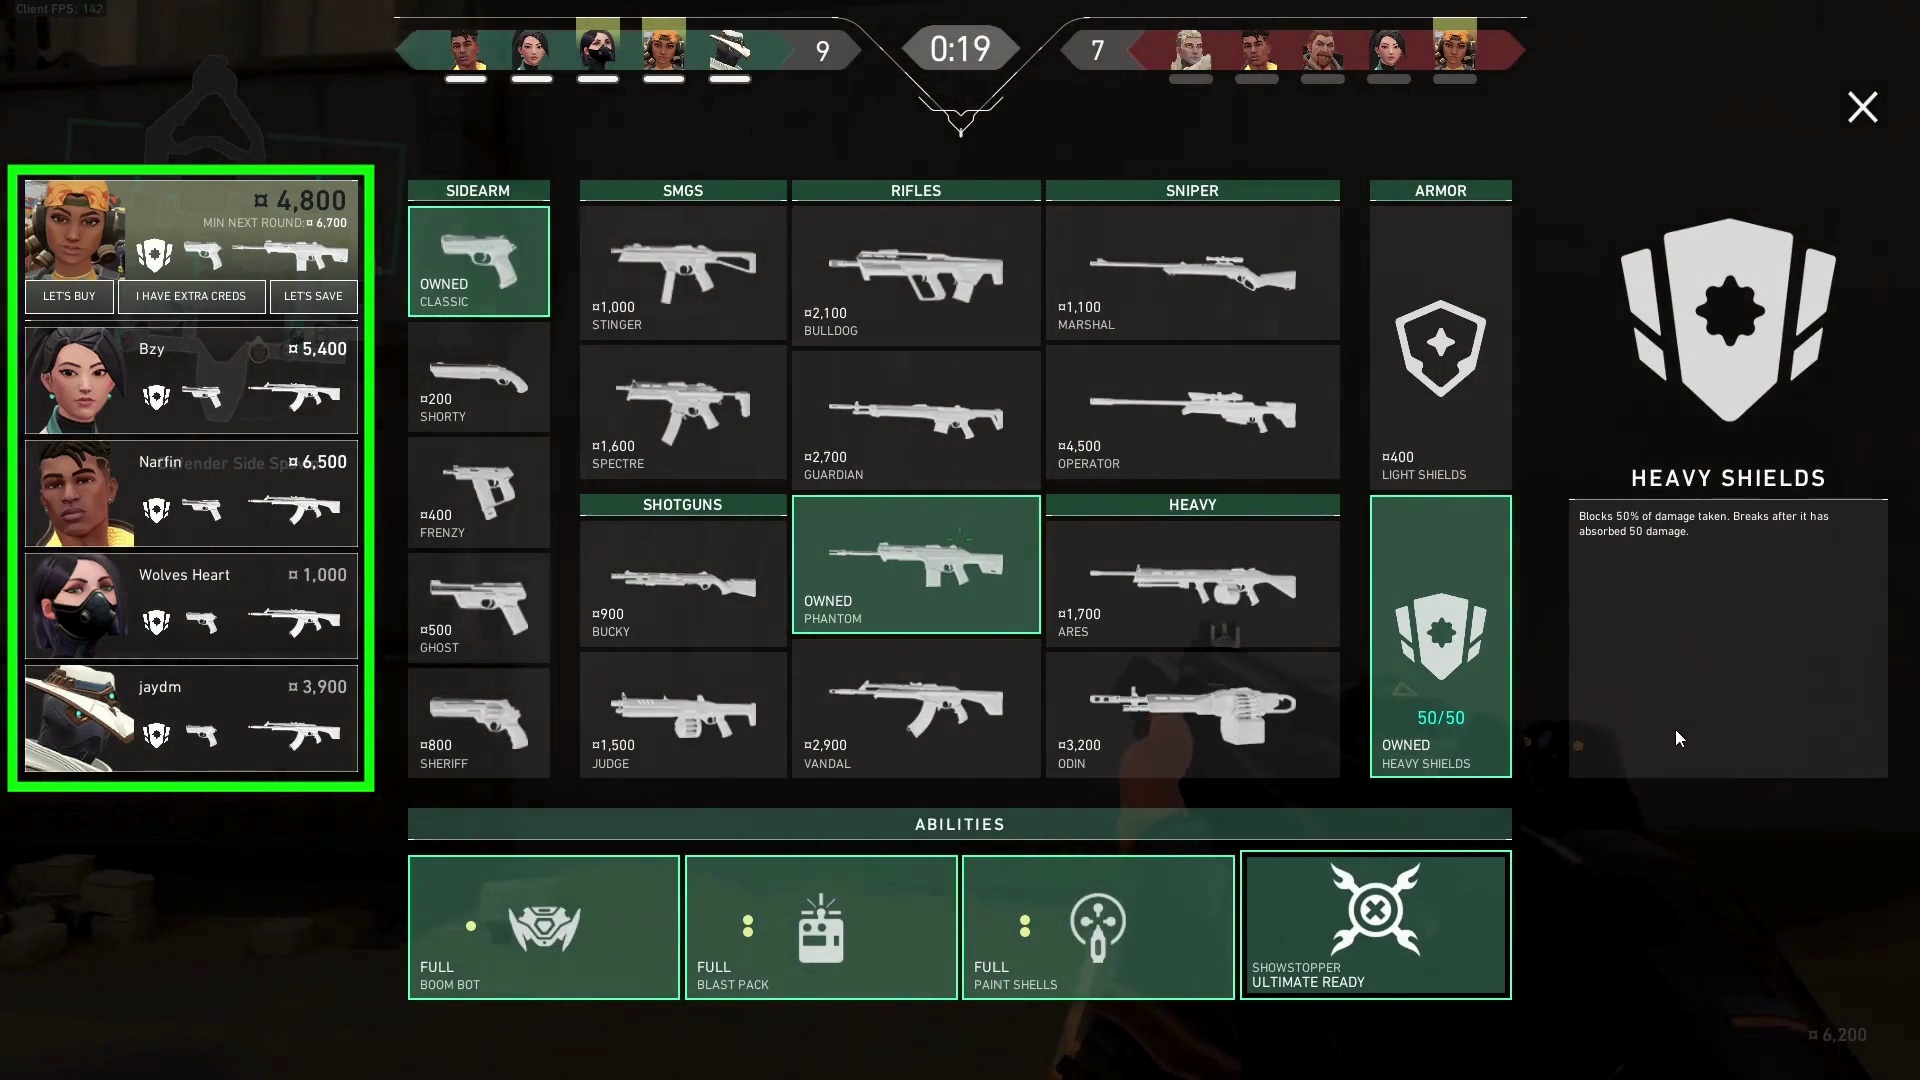 Client FPS: 142
9
0:19
7
¤ 4,800
MIN NEXT ROUND: ¤ 6,700
LET'S BUY
I HAVE EXTRA CREDS
LET'S SAVE
Bzy
¤ 5,400
Narfin
Defender Side Sp
¤ 6,500
Wolves Heart
¤ 1,000
jaydm
¤ 3,900
SIDEARM
OWNED
CLASSIC
¤200
SHORTY
¤400
FRENZY
¤500
GHOST
¤800
SHERIFF
SMGS
¤1,000
STINGER
¤1,600
SPECTRE
SHOTGUNS
¤900
BUCKY
¤1,500
JUDGE
RIFLES
¤2,100
BULLDOG
¤2,700
GUARDIAN
OWNED
PHANTOM
¤2,900
VANDAL
SNIPER
¤1,100
MARSHAL
¤4,500
OPERATOR
HEAVY
¤1,700
ARES
¤3,200
ODIN
ARMOR
¤400
LIGHT SHIELDS
50/50
OWNED
HEAVY SHIELDS
HEAVY SHIELDS
Blocks 50% of damage taken. Breaks after it has
absorbed 50 damage.
ABILITIES
FULL
BOOM BOT
FULL
BLAST PACK
FULL
PAINT SHELLS
SHOWSTOPPER
ULTIMATE READY
¤ 6,200